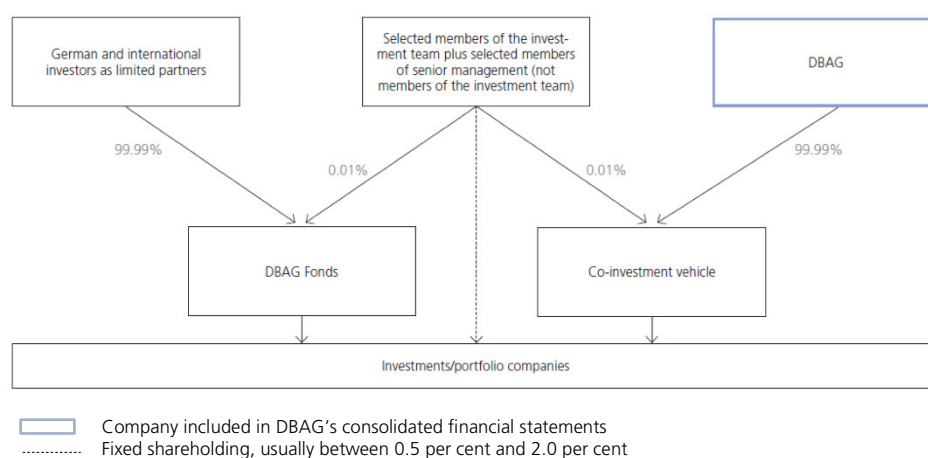 German and international
investors as limited partners
Selected members of the invest-
ment team plus selected members
of senior management (not
members of the investment team)
DBAG
99.99%
0.01%
0.01%
99.99%
DBAG Fonds
Co-investment vehicle
Investments/portfolio companies
Company included in DBAG’s consolidated financial statements
Fixed shareholding, usually between 0.5 per cent and 2.0 per cent